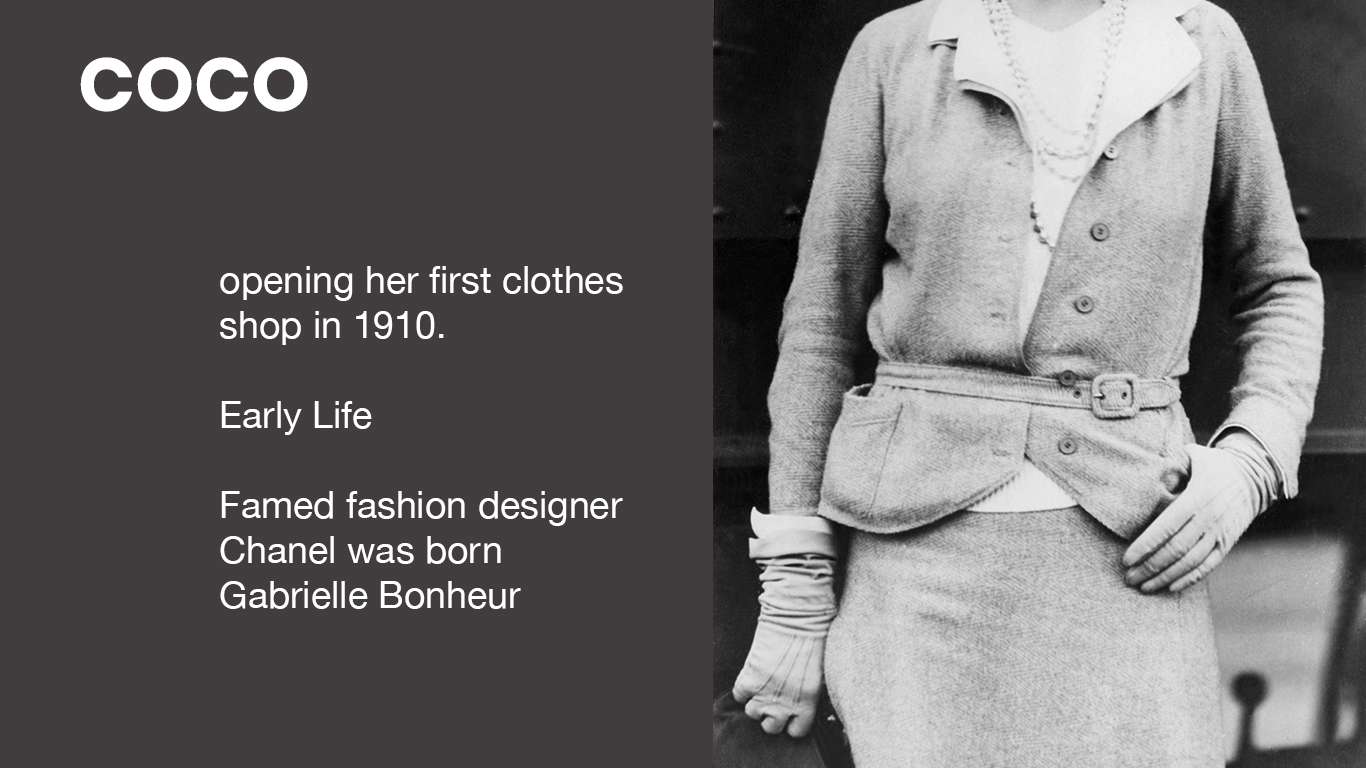 COCO
opening her first clothes
shop in 1910.
Early Life
Famed fashion designer
Chanel was born
Gabrielle Bonheur